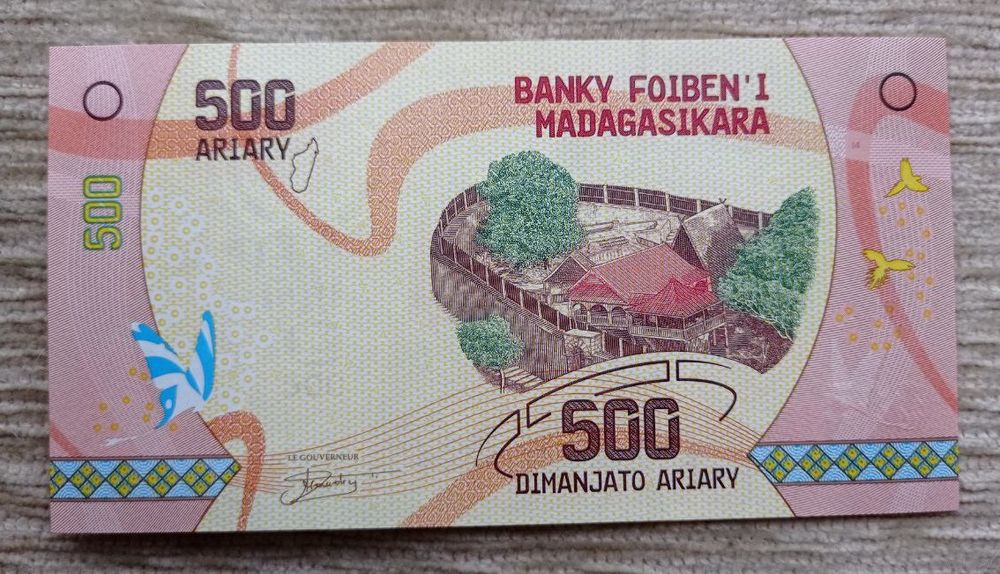 500
ARIARY
BANKY FOIBEN'I
MADAGASIKARA
500
LE GOUVERNEUR
500
DIMANJATO ARIARY